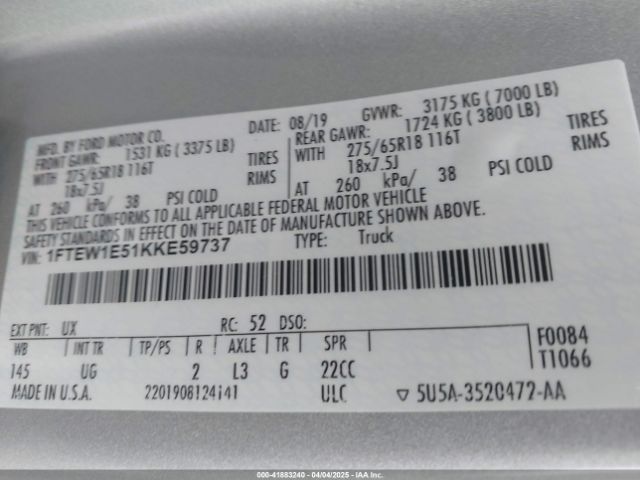 MFD. BY FORD MOTOR CO. DATE: 08/19 GVWR: 3175 KG ( 7000 LB)
FRONT GAWR: 1531 KG ( 3375 LB) REAR GAWR: 1724 KG ( 3800 LB)
WITH 275/65R18 116T TIRES WITH 275/65R18 116T TIRES
18x7.5J RIMS 18x7.5J RIMS
AT 260 kPa/ 38 PSI COLD AT 260 kPa/ 38 PSI COLD
THIS VEHICLE CONFORMS TO ALL APPLICABLE FEDERAL MOTOR VEHICLE
SAFETY STANDARDS IN EFFECT ON THE DATE OF MANUFACTURE SHOWN ABOVE.
VIN: 1FTEW1E51KKE59737 TYPE: Truck
EXT PNT: UX RC: 52 DSO:
WB INT TR TP/PS R AXLE TR SPR F0084
145 UG 2 L3 G 22CC T1066
MADE IN U.S.A. 2201908124141 ULC ▽ 5U5A-3520472-AA
000-41883240 - 04/04/2025 - IAA Inc.